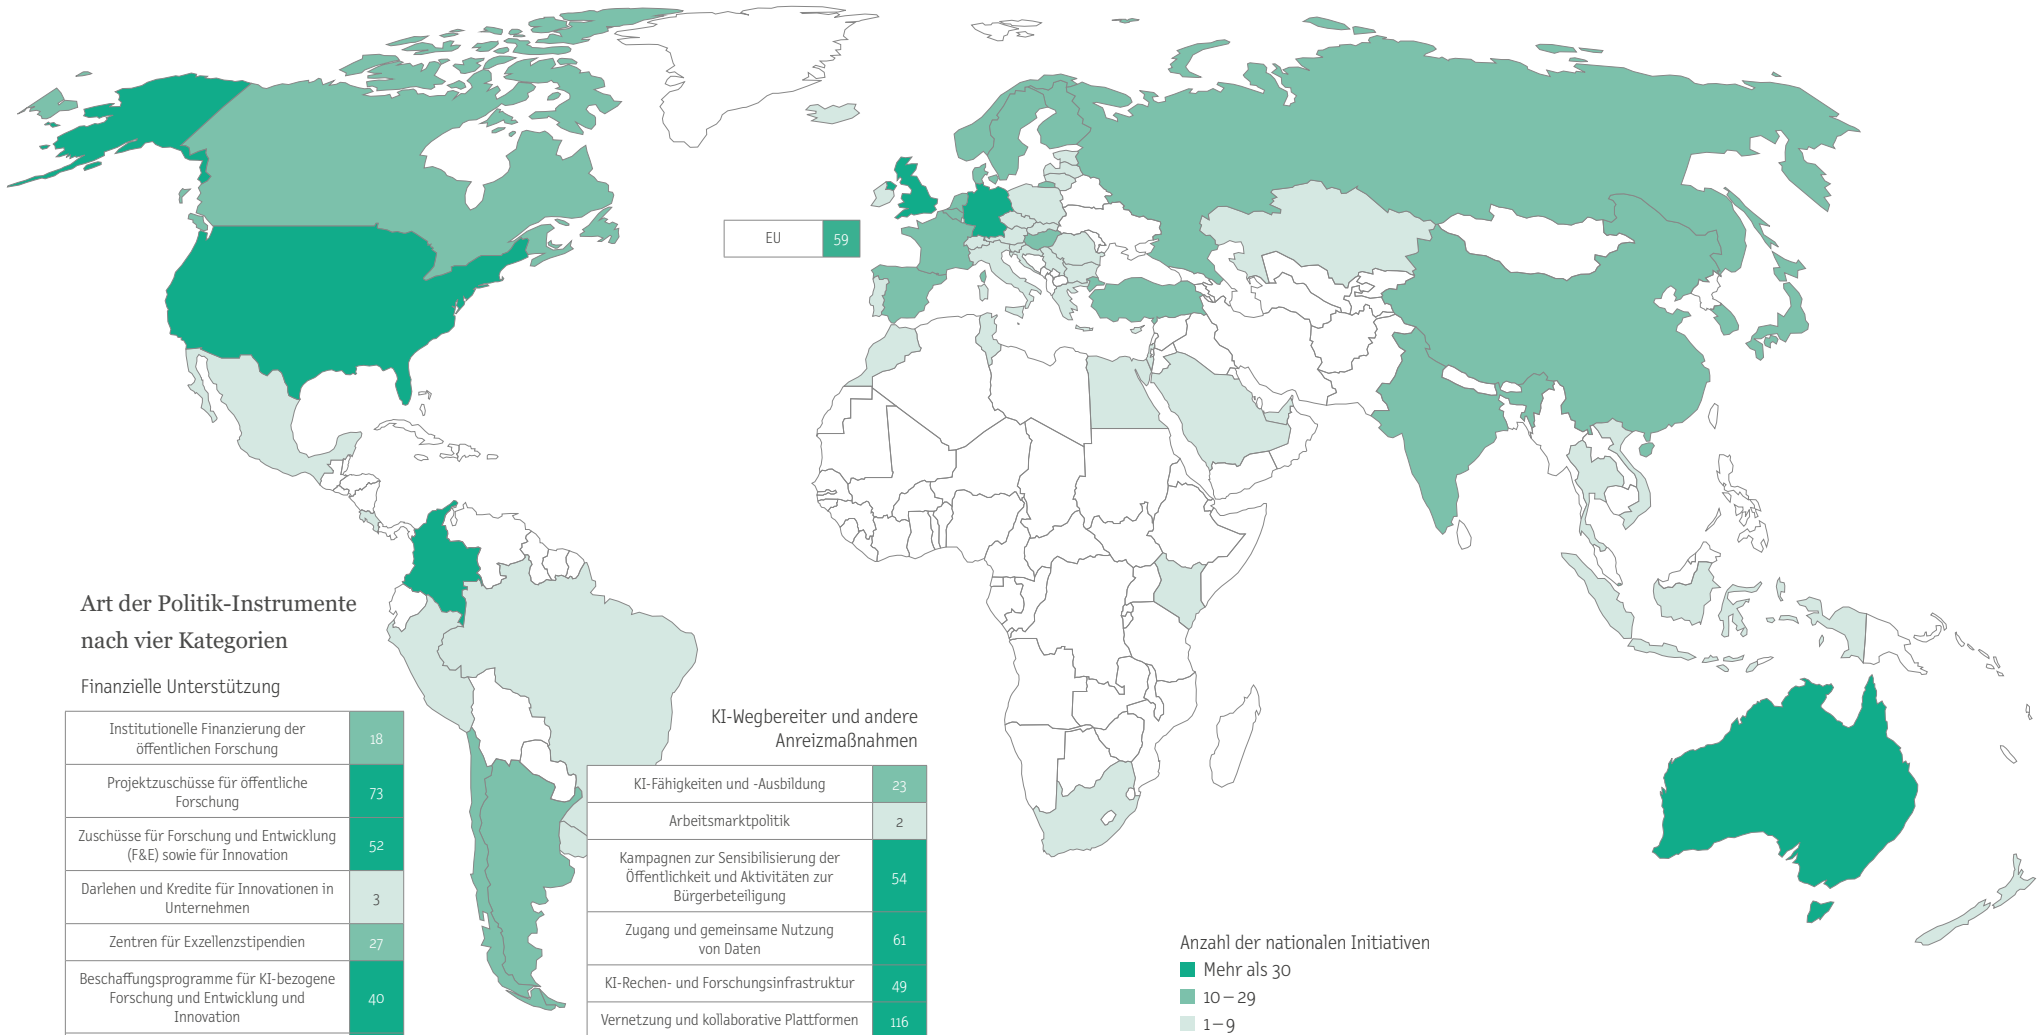 EU 59
Art der Politik-Instrumente
nach vier Kategorien
Finanzielle Unterstützung
Institutionelle Finanzierung der
öffentlichen Forschung
18
Projektzuschüsse für öffentliche
Forschung
73
Zuschüsse für Forschung und Entwicklung
(F&E) sowie für Innovation
52
Darlehen und Kredite für Innovationen in
Unternehmen
3
Zentren für Exzellenzstipendien 27
Beschaffungsprogramme für KI-bezogene
Forschung und Entwicklung und
Innovation
40
KI-Wegbereiter und andere
Anreizmaßnahmen
KI-Fähigkeiten und -Ausbildung 23
Arbeitsmarktpolitik 2
Kampagnen zur Sensibilisierung der
Öffentlichkeit und Aktivitäten zur
Bürgerbeteiligung
54
Zugang und gemeinsame Nutzung
von Daten
61
KI-Rechen- und Forschungsinfrastruktur 49
Vernetzung und kollaborative Plattformen 116
Anzahl der nationalen Initiativen
Mehr als 30
10 – 29
1 – 9